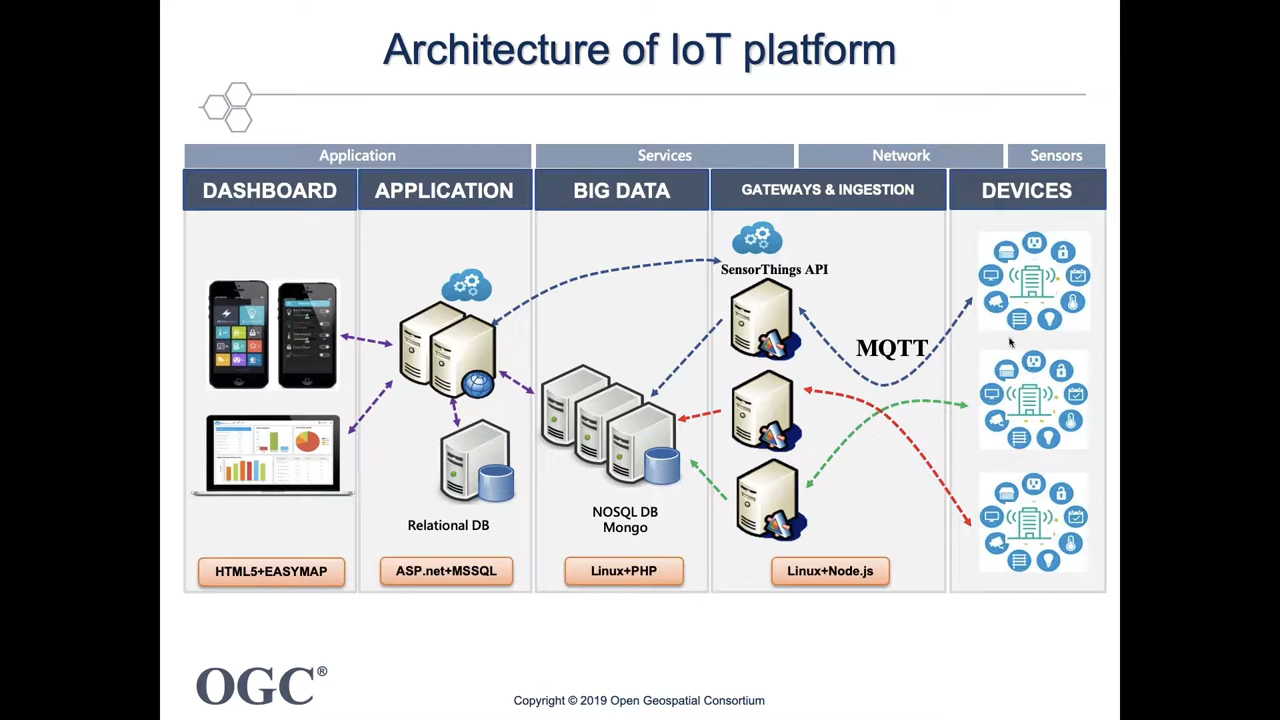 Architecture of IoT platform
Application
Services
Network
Sensors
DASHBOARD
APPLICATION
BIG DATA
GATEWAYS & INGESTION
DEVICES
SensorThings API
MQTT
Relational DB
NOSQL DB
Mongo
HTML5+EASYMAP
ASP.net+MSSQL
Linux+PHP
Linux+Node.js
OGC®
Copyright © 2019 Open Geospatial Consortium